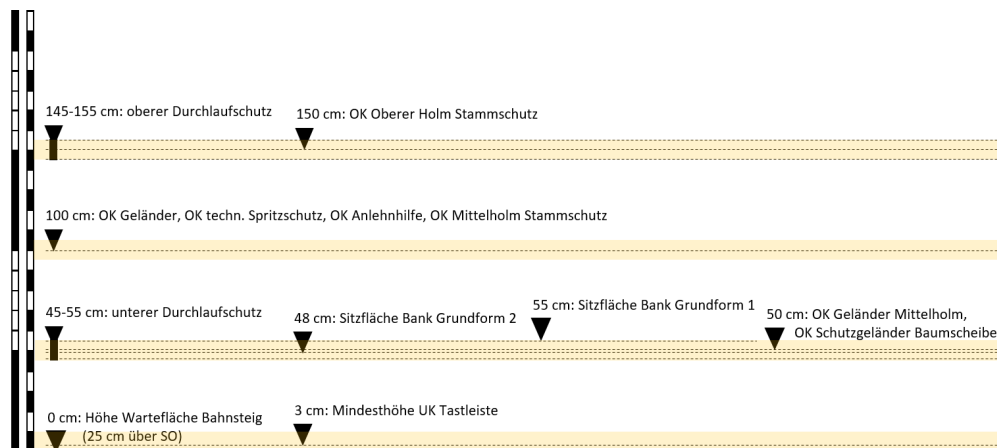 145-155 cm: oberer Durchlaufschutz
150 cm: OK Oberer Holm Stammschutz
100 cm: OK Geländer, OK techn. Spritzschutz, OK Anlehnhilfe, OK Mittelholm Stammschutz
45-55 cm: unterer Durchlaufschutz
48 cm: Sitzfläche Bank Grundform 2
55 cm: Sitzfläche Bank Grundform 1
50 cm: OK Geländer Mittelholm,
OK Schutzgeländer Baumscheibe
0 cm: Höhe Wartefläche Bahnsteig
(25 cm über SO)
3 cm: Mindesthöhe UK Tastleiste